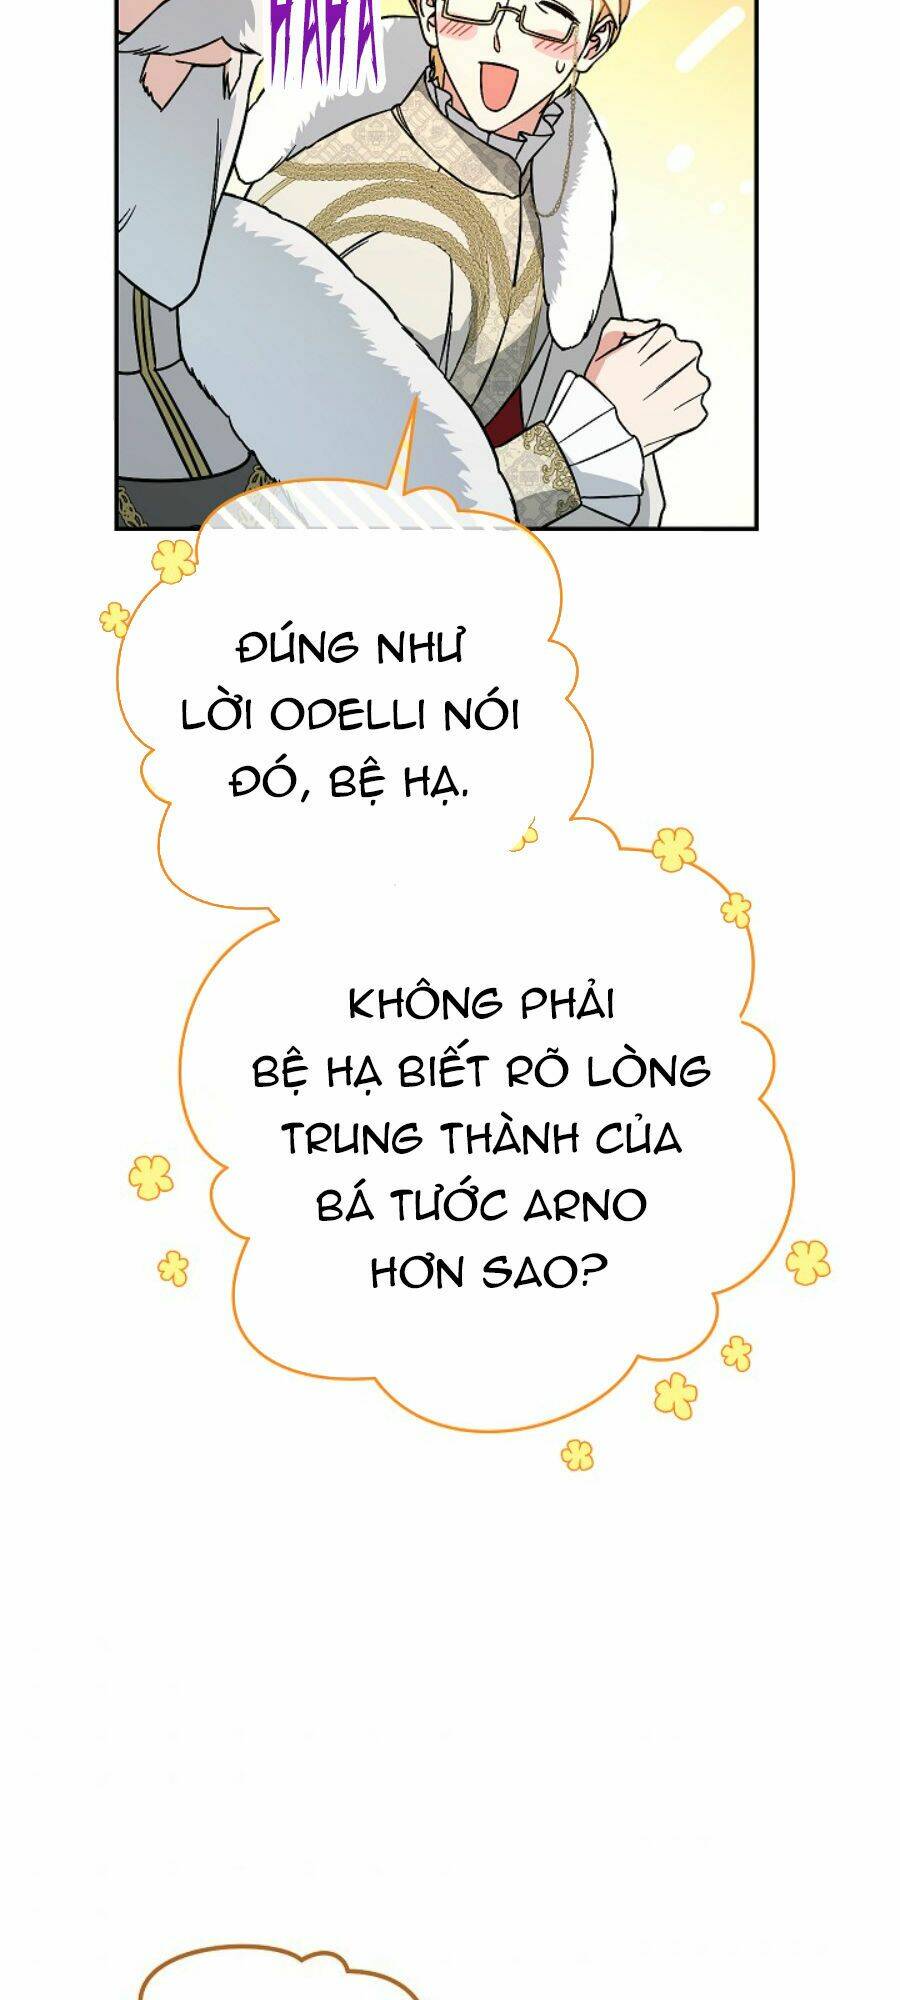 HAHA
ĐÚNG NHƯ
LỜI ODELLI NÓI
ĐÓ, BỆ HẠ.
KHÔNG PHẢI
BỆ HẠ BIẾT RÕ LÒNG
TRUNG THÀNH CỦA
BÁ TƯỚC ARNO
HƠN SAO?